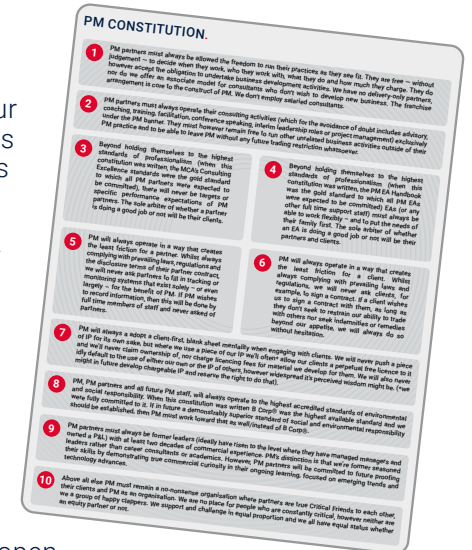 ur
s
s
PM CONSTITUTION.
1
PM partners must always be allowed the freedom to run their practices as they see fit. They are free – without
judgement – to decide when they work, who they work with, what they do and how much they charge. They do
however accept the obligation to undertake business development activities. We have no delivery-only partners,
nor do we offer an associate model for consultants who don't wish to develop new business. The franchise
arrangement is core to the construct of PM. We don't employ salaried consultants.
2
PM partners must always operate their consulting activities (which for the avoidance of doubt includes advisory,
coaching, training, facilitation, conference speaking, interim leadership roles or project management) exclusively
under the PM banner. They must however remain free to run other unrelated business activities outside of their
PM practice and to be able to leave PM without any future trading restriction whatsoever.
3
Beyond holding themselves to the highest
standards of professionalism (when this
constitution was written, the MCA's Consulting
Excellence standards were the gold standard
to which all PM partners were expected to
be committed), there will never be targets or
specific performance expectations of PM
partners. The sole arbiter of whether a partner
is doing a good job or not will be their clients.
4
Beyond holding themselves to the highest
standards of professionalism (when this
constitution was written, the PM EA Handbook
was the gold standard to which all PM EAs
were expected to be committed) EAs (or any
other full time support staff) must always be
able to work flexibly – and to put the needs of
their family first. The sole arbiter of whether
an EA is doing a good job or not will be their
partners and clients.
5
PM will always operate in a way that creates
the least friction for a partner. Whilst always
complying with prevailing laws, regulations and
the disclosure terms of their partner contract,
we will never ask partners to fill in tracking or
monitoring systems that exist solely – or even
largely – for the benefit of PM. If PM wishes
to record information, then this will be done by
full time members of staff and never asked of
partners.
6
PM will always operate in a way that creates
the least friction for a client. Whilst
always complying with prevailing laws and
regulations, we will never ask clients, for
example, to sign a contract. If a client wishes
us to sign a contract with them, as long as
they don't seek to restrain our ability to trade
with others nor seek indemnities or remedies
beyond our appetite, we will always do so
without hesitation.
7
PM will always adopt a client-first, blank sheet mentality when engaging with clients. We will never push a piece
of IP for its own sake, but where we use a piece of our IP we'll often* allow our clients a perpetual free licence to it
and we'll never claim ownership of, nor charge licencing fees for material we develop for them. We will also never
idly default to the use of either our own or the IP of others, however widespread it's perceived wisdom might be. (*we
might in future develop chargeable IP and reserve the right to do that).
8
PM, PM partners and all future PM staff, will always operate to the highest accredited standards of environmental
and social responsibility. When this constitution was written B Corp® was the highest available standard and we
were fully committed to it. If in future a demonstrably superior standard of social and environmental responsibility
should be established, then PM must work toward that as well/instead of B Corp®.
9
PM partners must always be former leaders (ideally have risen to the level where they have managed managers and
owned a P&L) with at least two decades of commercial experience. PM's distinction is that we're former seasoned
leaders rather than career consultants or academics. However, PM partners will be committed to future proofing
their skills by demonstrating true commercial curiosity in their ongoing learning, focused on emerging trends and
technology advances.
10
Above all else PM must remain a no-nonsense organisation where partners are true Critical Friends to each other,
their clients and PM as an organisation. We are no place for people who are constantly critical, however neither are
we a group of happy clappers. We support and challenge in equal proportion and we all have equal status whether
an equity partner or not.